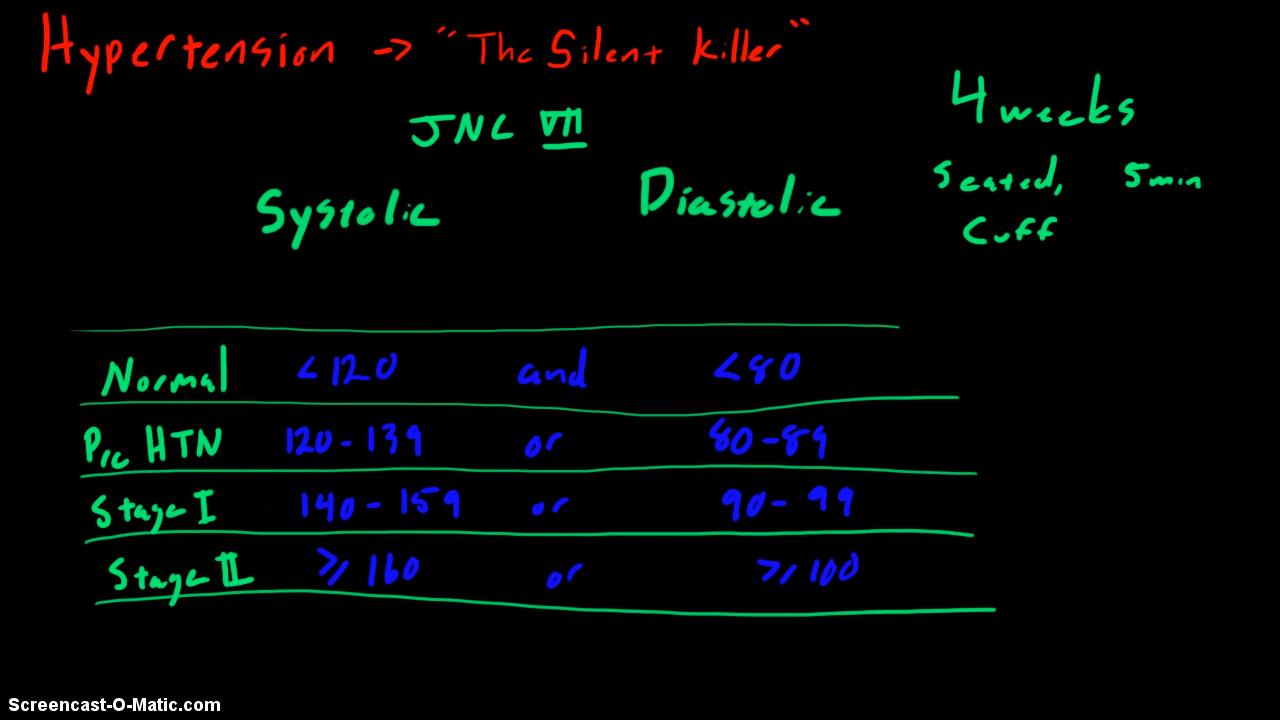 Hypertension → "The Silent Killer"
JNC VII
4 weeks
Seated, 5min
Cuff
Systolic Diastolic
Normal <120 and <80
Pre HTN 120-139 or 80-89
Stage I 140-159 or 90-99
Stage II ≥160 or ≥100
Screencast-O-Matic.com